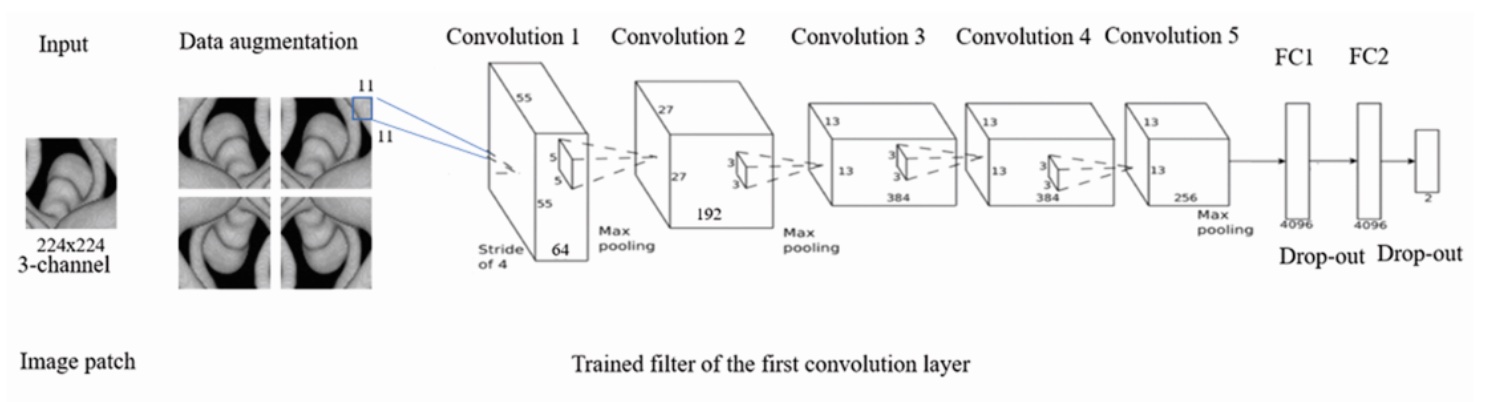 Input
Data augmentation
Convolution 1
Convolution 2
Convolution 3
Convolution 4
Convolution 5
FC1
FC2
224x224
3-channel
11
11
55
5
5
55
64
Stride
of 4
Max
pooling
27
27
3
3
192
Max
pooling
13
13
3
3
384
13
13
3
3
384
13
13
256
Max
pooling
4096
4096
2
Drop-out
Drop-out
Image patch
Trained filter of the first convolution layer